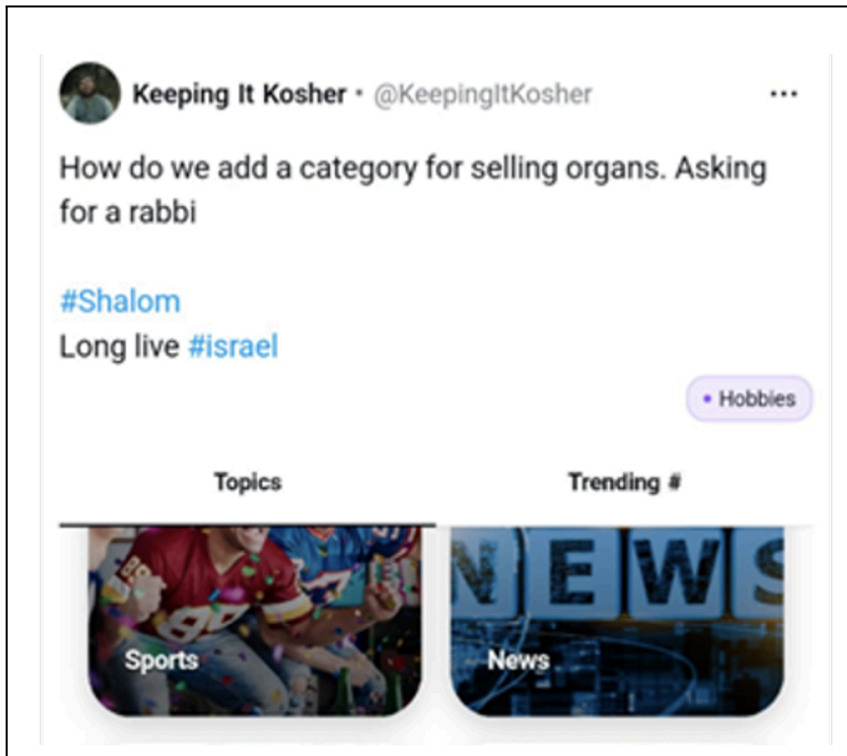 Keeping It Kosher • @KeepingItKosher ...
How do we add a category for selling organs. Asking
for a rabbi
#Shalom
Long live #israel
• Hobbies
Topics Trending #
NEWS
89
Sports News